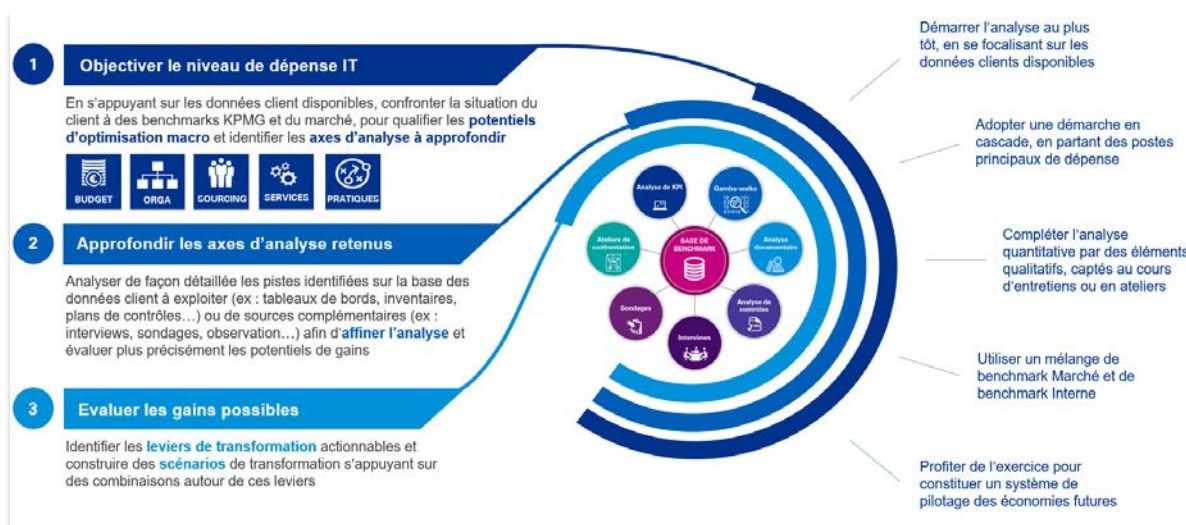 1
Objectiver le niveau de dépense IT
En s'appuyant sur les données client disponibles, confronter la situation du
client à des benchmarks KPMG et du marché, pour qualifier les potentiels
d'optimisation macro et identifier les axes d'analyse à approfondir
BUDGET
ORGA
SOURCING
SERVICES
PRATIQUES
2
Approfondir les axes d'analyse retenus
Analyser de façon détaillée les pistes identifiées sur la base des
données client à exploiter (ex : tableaux de bords, inventaires,
plans de contrôles…) ou de sources complémentaires (ex :
interviews, sondages, observation…) afin d'affiner l'analyse et
évaluer plus précisément les potentiels de gains
3
Evaluer les gains possibles
Identifier les leviers de transformation actionnables et
construire des scénarios de transformation s'appuyant sur
des combinaisons autour de ces leviers
Analyse de KPI
Gemba-walks
Ateliers de
confrontation
BASE DE
BENCHMARK
Analyse
documentaire
Sondages
Analyse de
contrôles
Interviews
Démarrer l'analyse au plus
tôt, en se focalisant sur les
données clients disponibles
Adopter une démarche en
cascade, en partant des postes
principaux de dépense
Compléter l'analyse
quantitative par des éléments
qualitatifs, captés au cours
d'entretiens ou en ateliers
Utiliser un mélange de
benchmark Marché et de
benchmark Interne
Profiter de l'exercice pour
constituer un système de
pilotage des économies futures